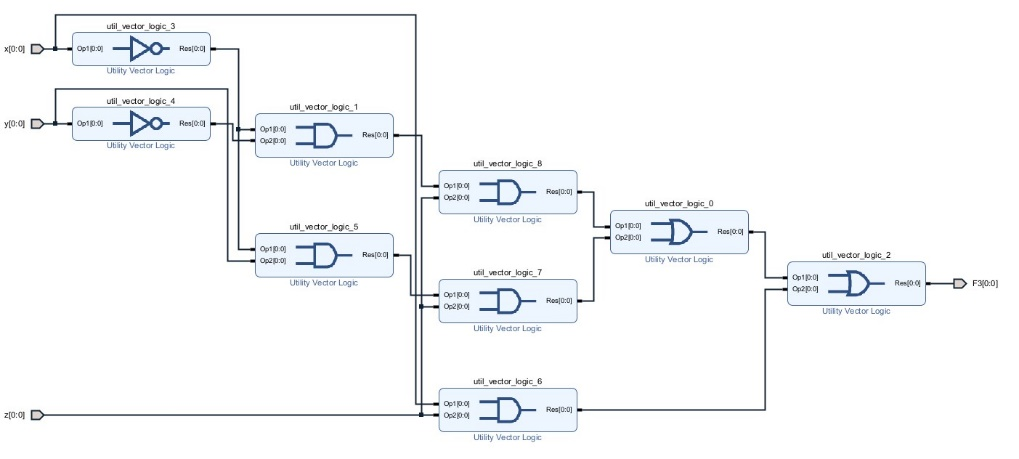 util_vector_logic_3
x[0:0]
Op1[0:0]
Res[0:0]
Utility Vector Logic
util_vector_logic_4
y[0:0]
Op1[0:0]
Res[0:0]
Utility Vector Logic
util_vector_logic_1
Op1[0:0]
Op2[0:0]
Res[0:0]
Utility Vector Logic
util_vector_logic_8
Op1[0:0]
Op2[0:0]
Res[0:0]
Utility Vector Logic
util_vector_logic_5
Op1[0:0]
Op2[0:0]
Res[0:0]
Utility Vector Logic
util_vector_logic_0
Op1[0:0]
Op2[0:0]
Res[0:0]
Utility Vector Logic
util_vector_logic_7
Op1[0:0]
Op2[0:0]
Res[0:0]
Utility Vector Logic
util_vector_logic_2
Op1[0:0]
Op2[0:0]
Res[0:0]
Utility Vector Logic
F3[0:0]
util_vector_logic_6
Op1[0:0]
Op2[0:0]
Res[0:0]
Utility Vector Logic
z[0:0]